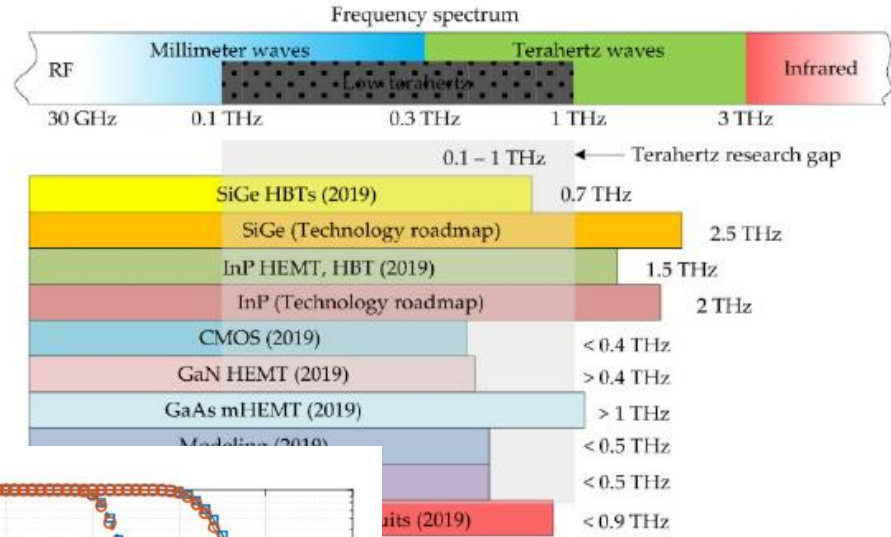 Frequency spectrum
RF
Millimeter waves
Terahertz waves
Infrared
Low terahertz
30 GHz
0.1 THz
0.3 THz
1 THz
3 THz
0.1 – 1 THz
Terahertz research gap
SiGe HBTs (2019)
0.7 THz
SiGe (Technology roadmap)
2.5 THz
InP HEMT, HBT (2019)
1.5 THz
InP (Technology roadmap)
2 THz
CMOS (2019)
< 0.4 THz
GaN HEMT (2019)
> 0.4 THz
GaAs mHEMT (2019)
> 1 THz
Modeling (2019)
< 0.5 THz
< 0.5 THz
uits (2019)
< 0.9 THz